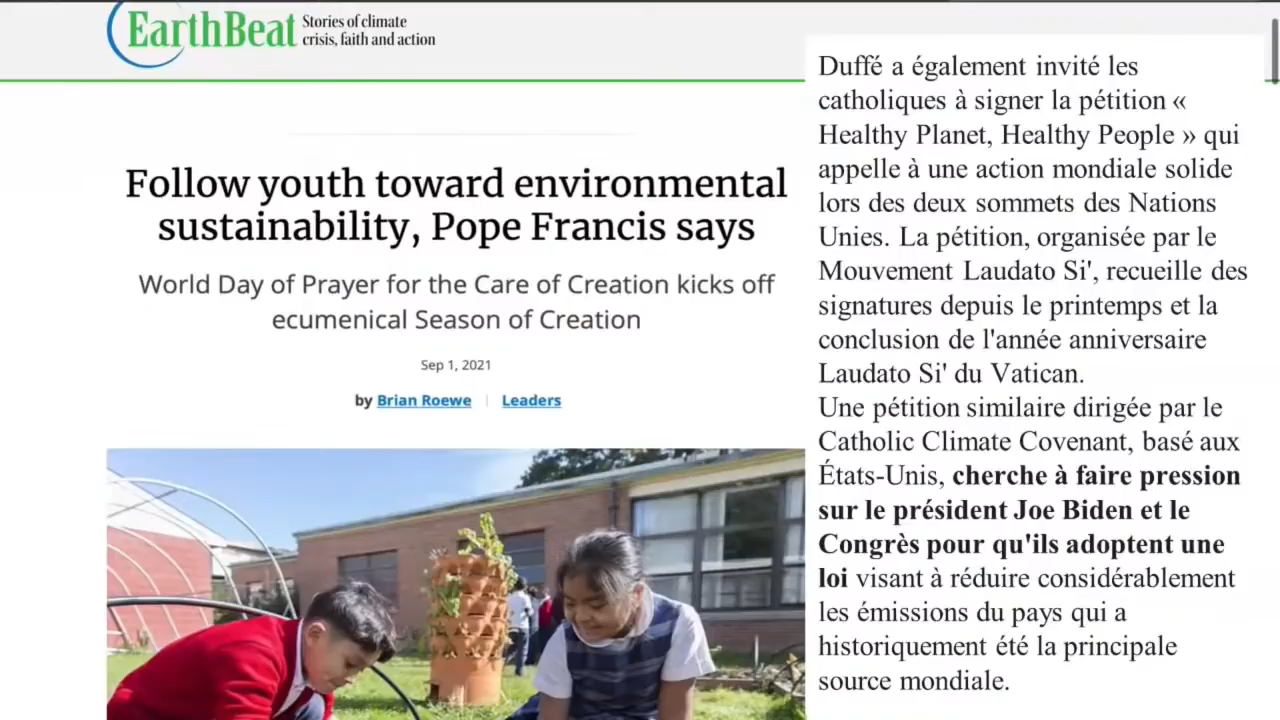 EarthBeat
Stories of climate
crisis, faith and action
Follow youth toward environmental
sustainability, Pope Francis says
World Day of Prayer for the Care of Creation kicks off
ecumenical Season of Creation
Sep 1, 2021
by Brian Roewe | Leaders
Duffé a également invité les
catholiques à signer la pétition «
Healthy Planet, Healthy People » qui
appelle à une action mondiale solide
lors des deux sommets des Nations
Unies. La pétition, organisée par le
Mouvement Laudato Si', recueille des
signatures depuis le printemps et la
conclusion de l'année anniversaire
Laudato Si' du Vatican.
Une pétition similaire dirigée par le
Catholic Climate Covenant, basé aux
États-Unis, cherche à faire pression
sur le président Joe Biden et le
Congrès pour qu'ils adoptent une
loi visant à réduire considérablement
les émissions du pays qui a
historiquement été la principale
source mondiale.